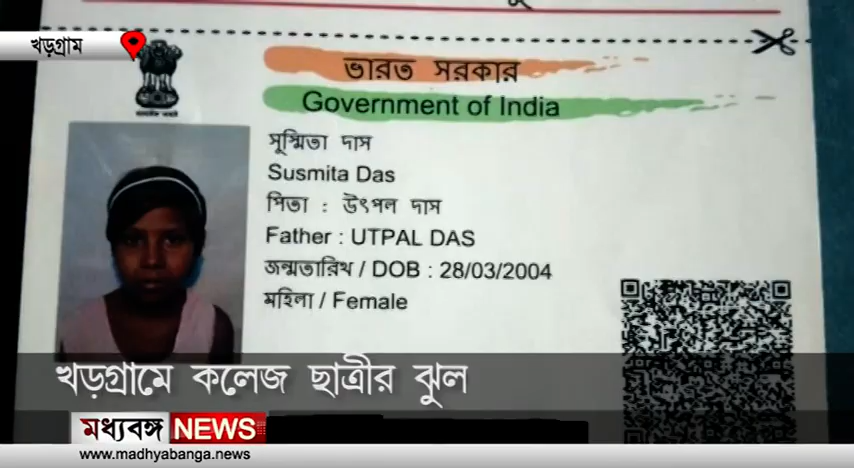 খড়গ্রাম
ভারত সরকার
Government of India
সুস্মিতা দাস
Susmita Das
পিতা : উৎপল দাস
Father : UTPAL DAS
জন্মতারিখ / DOB : 28/03/2004
মহিলা / Female
খড়গ্রামে কলেজ ছাত্রীর ঝুল
মধ্যবঙ্গ NEWS
www.madhyabanga.news